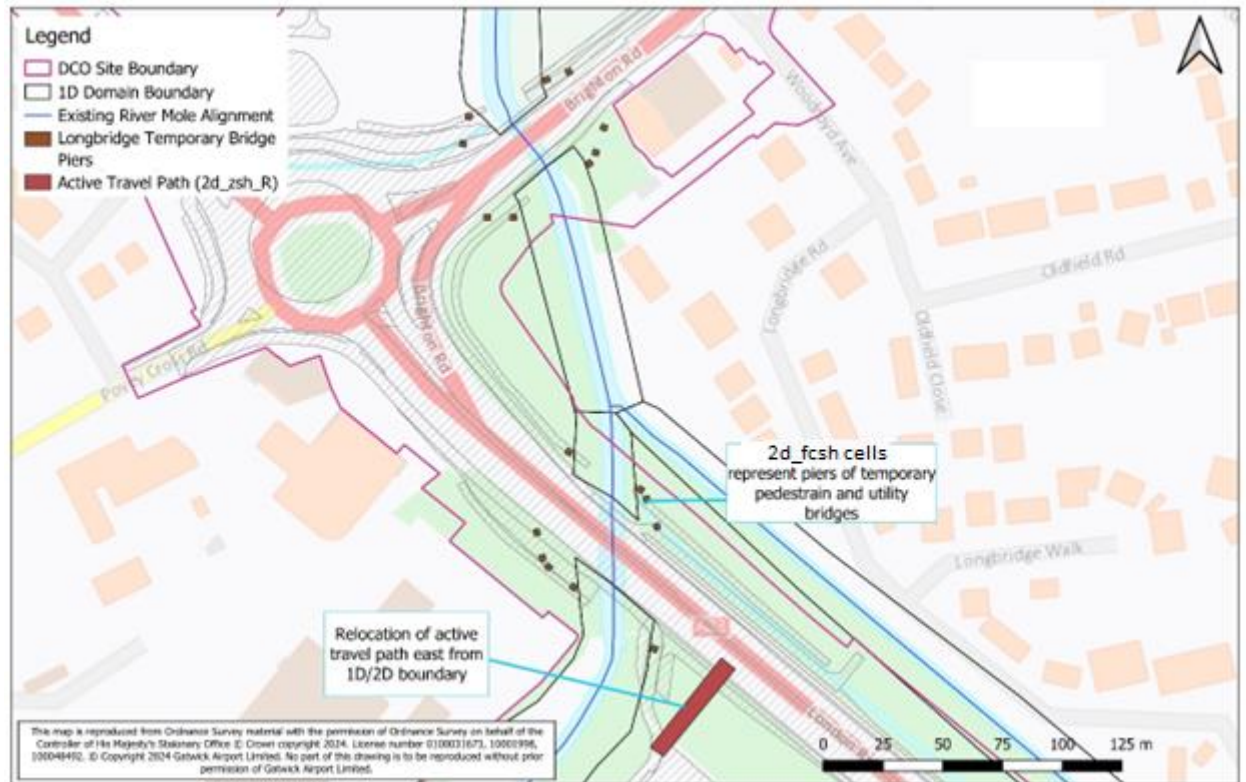 Legend
DCO Site Boundary
1D Domain Boundary
Existing River Mole Alignment
Longbridge Temporary Bridge
Piers
Active Travel Path (2d_zsh_R)
Brighton Rd
Woodroyd Ave
Longbridge Rd
Oldfield Rd
Oldfield Close
Brighton Rd
Povey Cross Rd
2d_fcsh cells
represent piers of temporary
pedestrain and utility
bridges
Longbridge Walk
Relocation of active
travel path east from
1D/2D boundary
London
0 25 50 75 100 125 m
This map is reproduced from Ordnance Survey material with the permission of Ordnance Survey on behalf of the
Controller of His Majesty's Stationary Office © Crown copyright 2024. License number 0100031673, 10001998,
100048492. © Copyright 2024 Gatwick Airport Limited. No part of this drawing is to be reproduced without prior
permission of Gatwick Airport Limited.